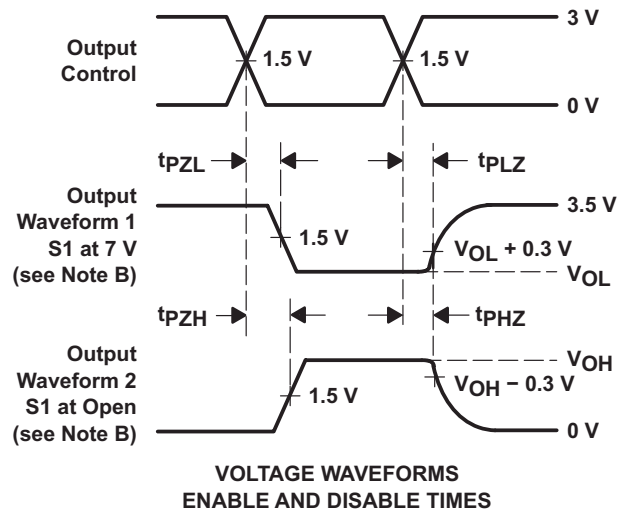 3 V
Output
Control
1.5 V
1.5 V
0 V
tPZL
tPLZ
Output
Waveform 1
S1 at 7 V
(see Note B)
3.5 V
1.5 V
VOL + 0.3 V
VOL
tPZH
tPHZ
Output
Waveform 2
S1 at Open
(see Note B)
VOH
1.5 V
VOH − 0.3 V
0 V
VOLTAGE WAVEFORMS
ENABLE AND DISABLE TIMES